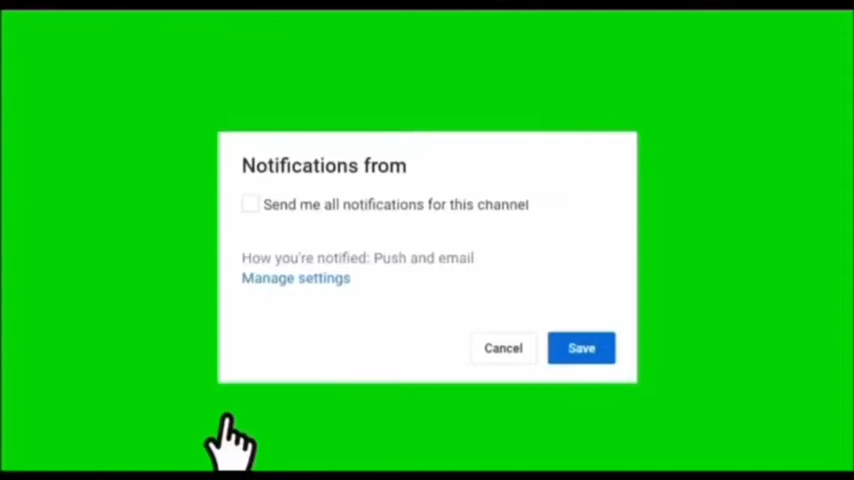 Notifications from
Send me all notifications for this channel
How you're notified: Push and email
Manage settings
Cancel Save